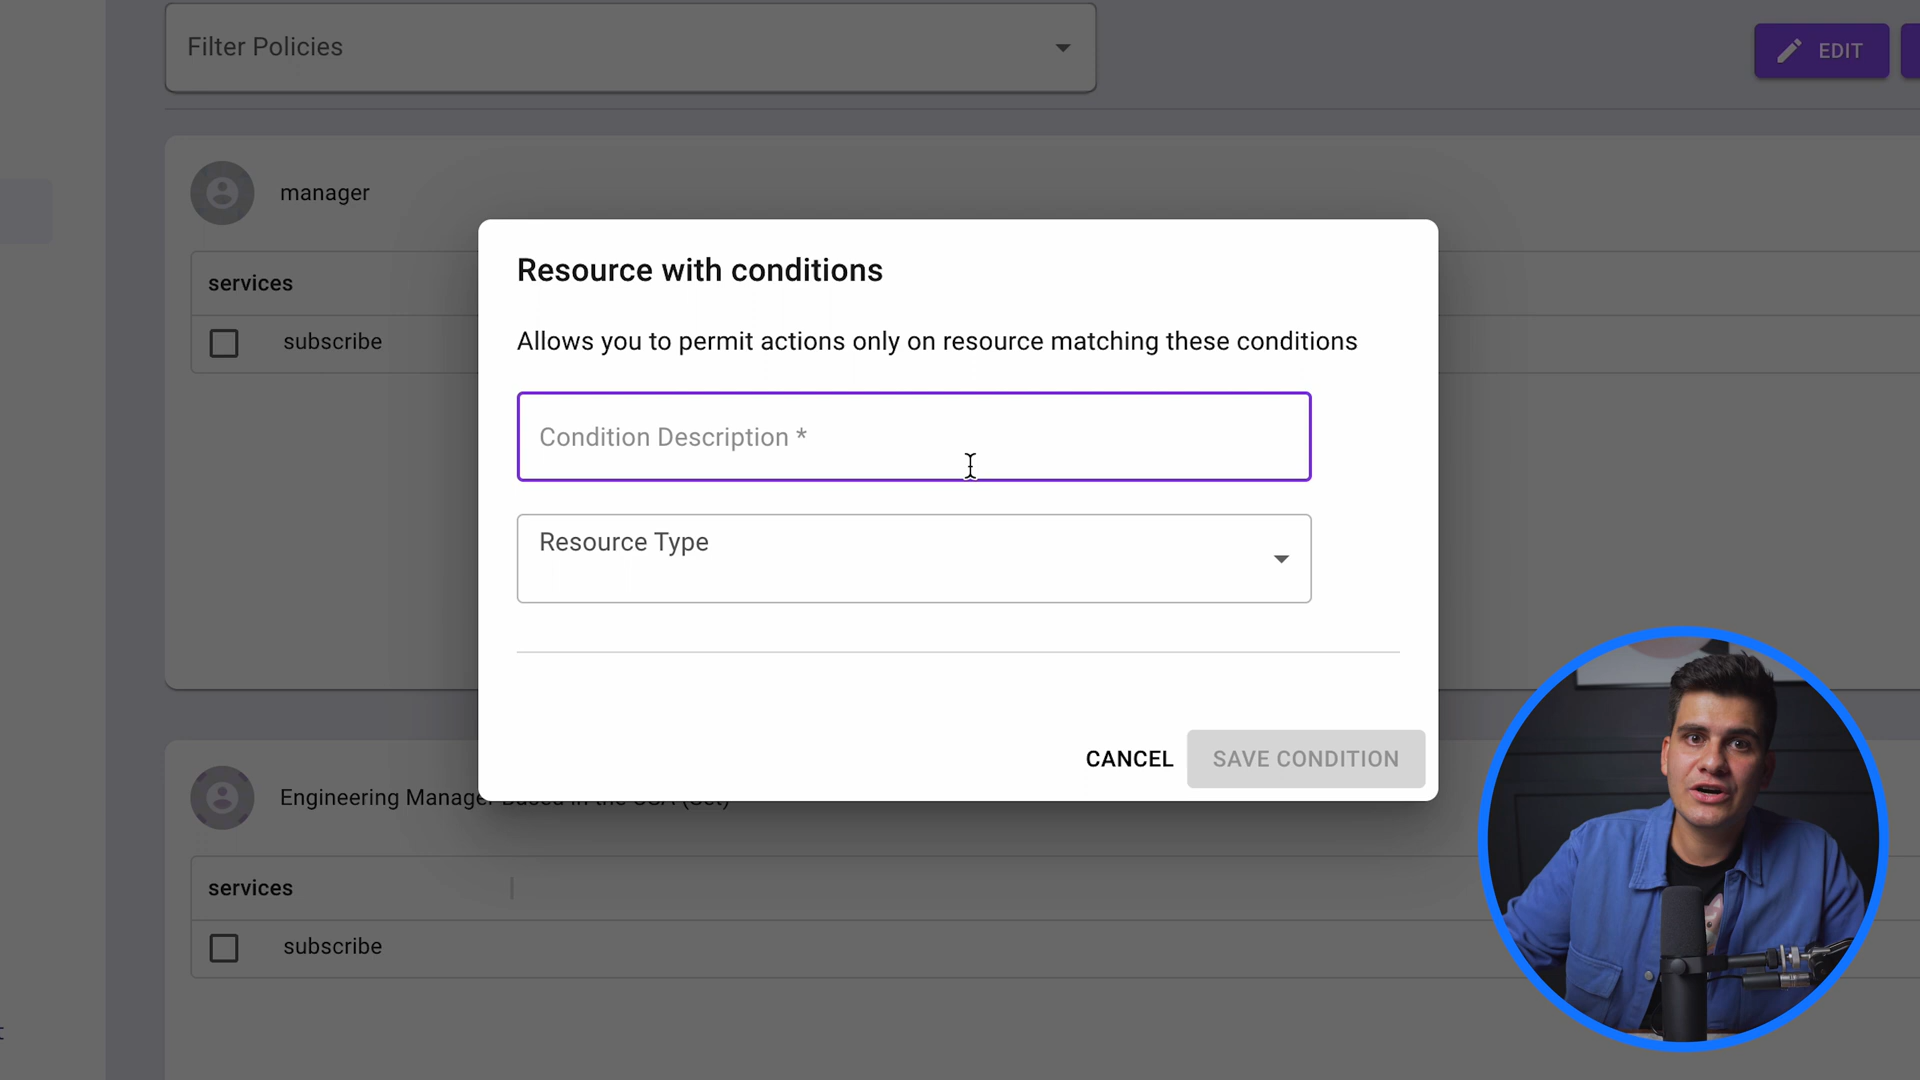 Filter Policies
EDIT
manager
services
subscribe
Resource with conditions
Allows you to permit actions only on resource matching these conditions
Condition Description *
Resource Type
CANCEL
SAVE CONDITION
Engineering Manager Based in the USA (Set)
services
subscribe